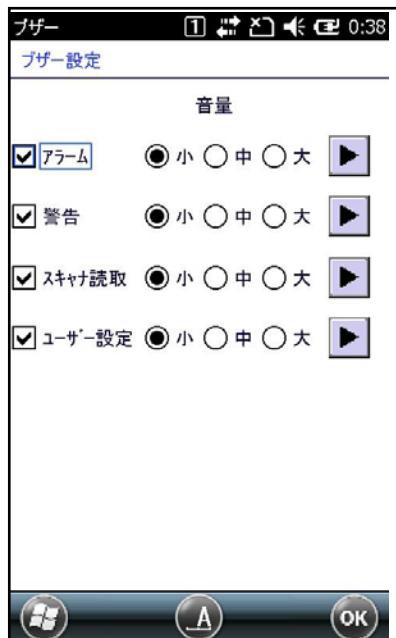 ブザー 1 0:38
ブザー設定
音量
ｱﾗｰﾑ 小 中 大
警告 小 中 大
ｽｷｬﾅ読取 小 中 大
ﾕｰｻﾞｰ設定 小 中 大
A OK